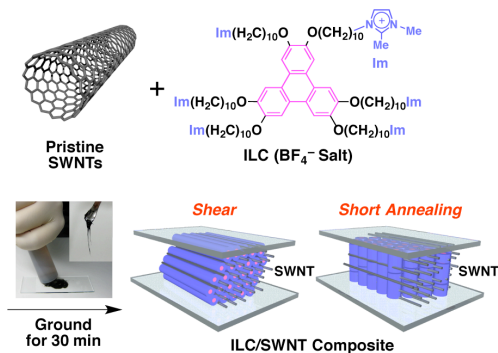 Im(H₂C)₁₀O O(CH₂)₁₀ N + N Me
Me
Im
Im(H₂C)₁₀O O(CH₂)₁₀Im
Im(H₂C)₁₀O O(CH₂)₁₀Im
+
Pristine
SWNTs
ILC (BF₄⁻ Salt)
Shear Short Annealing
SWNT SWNT
Ground
for 30 min
ILC/SWNT Composite